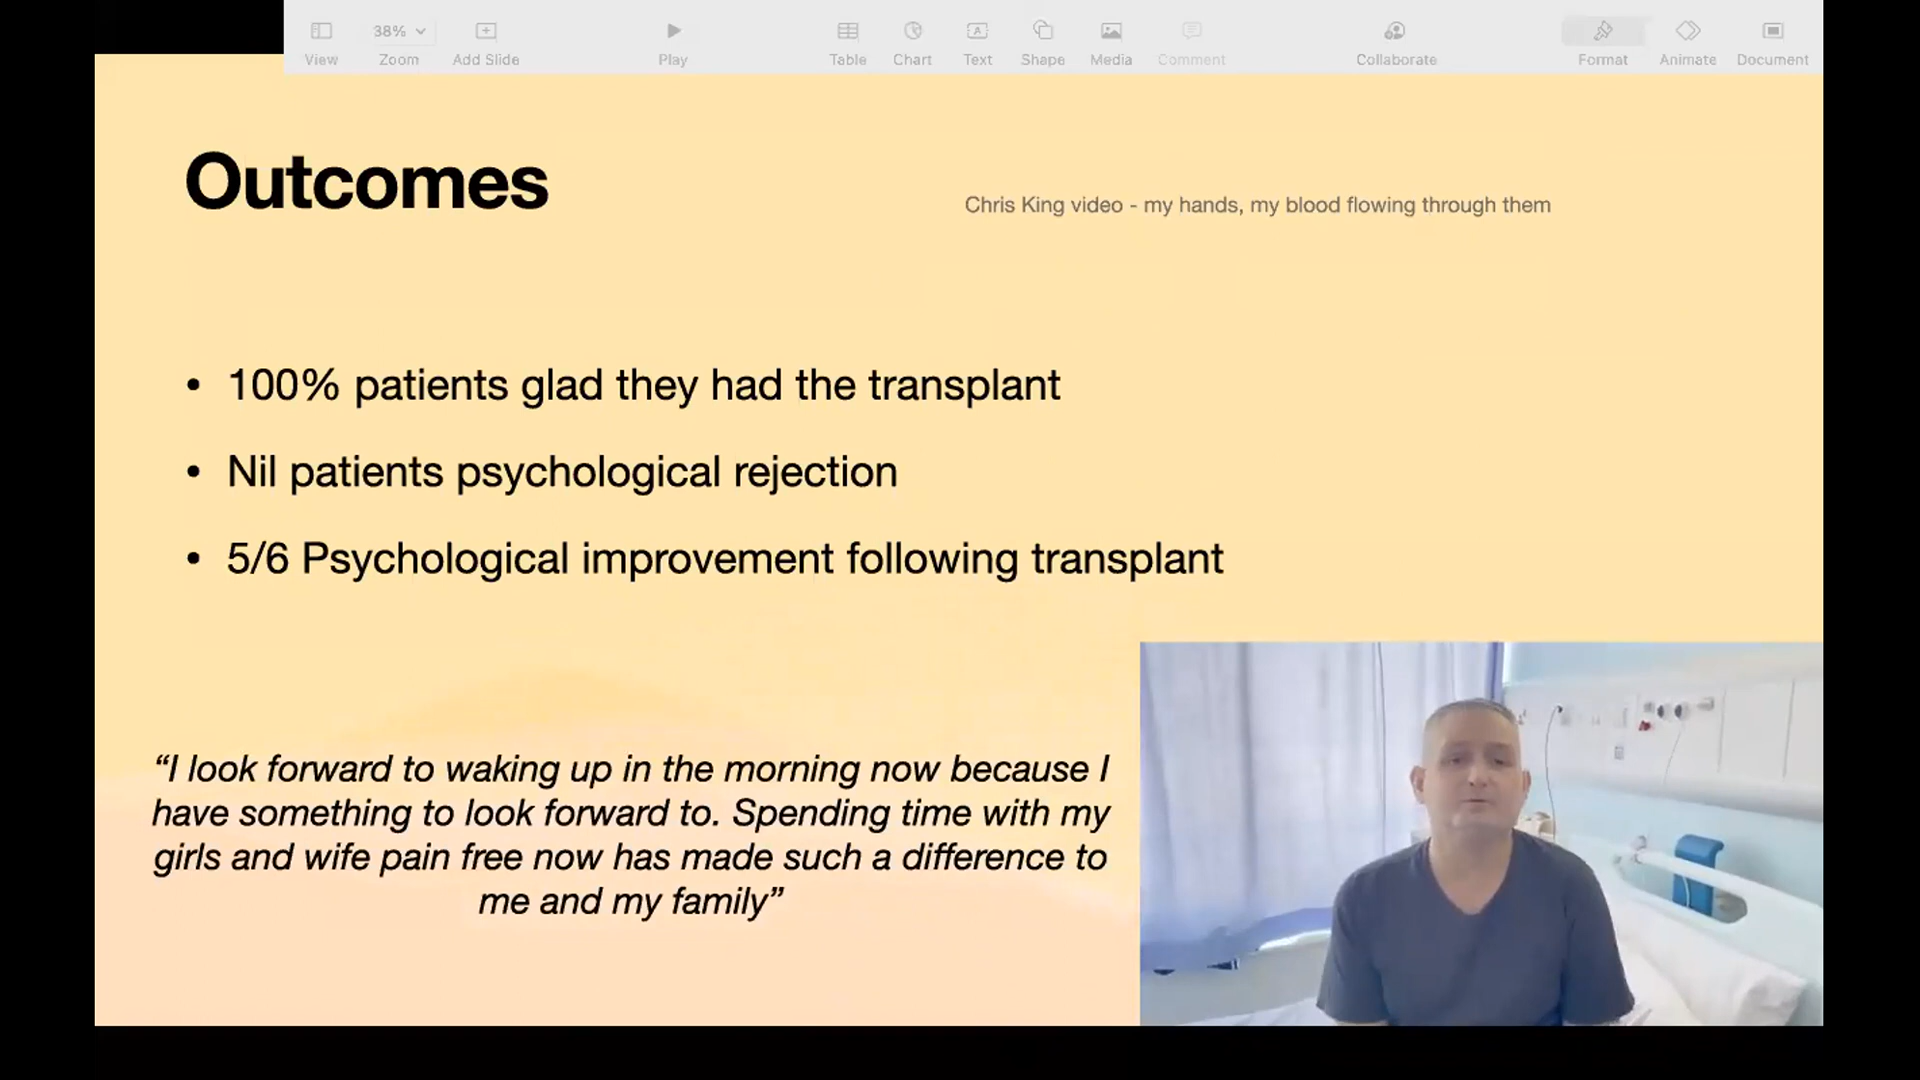 View
38%
Zoom
Add Slide
Play
Table
Chart
Text
Shape
Media
Comment
Collaborate
Format
Animate
Document
Outcomes
Chris King video - my hands, my blood flowing through them
• 100% patients glad they had the transplant
• Nil patients psychological rejection
• 5/6 Psychological improvement following transplant
“I look forward to waking up in the morning now because I
have something to look forward to. Spending time with my
girls and wife pain free now has made such a difference to
me and my family”